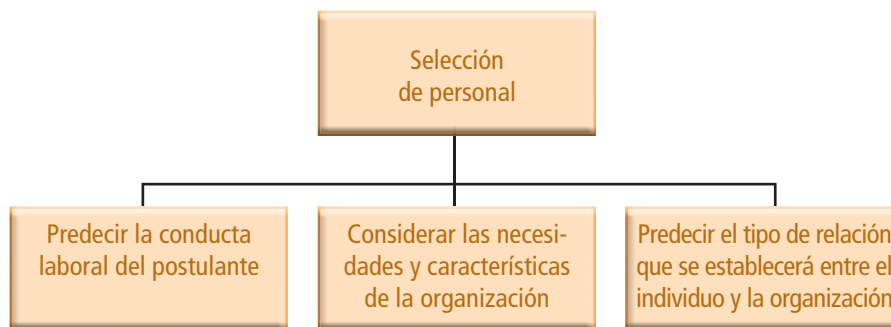 Selección
de personal
Predecir la conducta
laboral del postulante
Considerar las necesi-
dades y características
de la organización
Predecir el tipo de relación
que se establecerá entre el
individuo y la organización